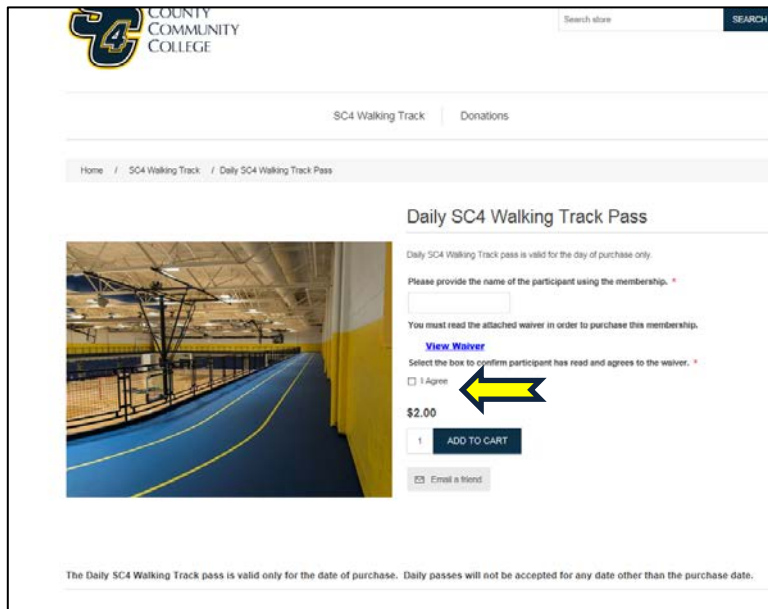 SC4
COUNTY
COMMUNITY
COLLEGE
Search store
SEARCH
SC4 Walking Track
Donations
Home / SC4 Walking Track / Daily SC4 Walking Track Pass
Daily SC4 Walking Track Pass
Daily SC4 Walking Track pass is valid for the day of purchase only.
Please provide the name of the participant using the membership. *
You must read the attached waiver in order to purchase this membership.
View Waiver
Select the box to confirm participant has read and agrees to the waiver. *
I Agree
$2.00
1 ADD TO CART
Email a friend
The Daily SC4 Walking Track pass is valid only for the date of purchase. Daily passes will not be accepted for any date other than the purchase date.